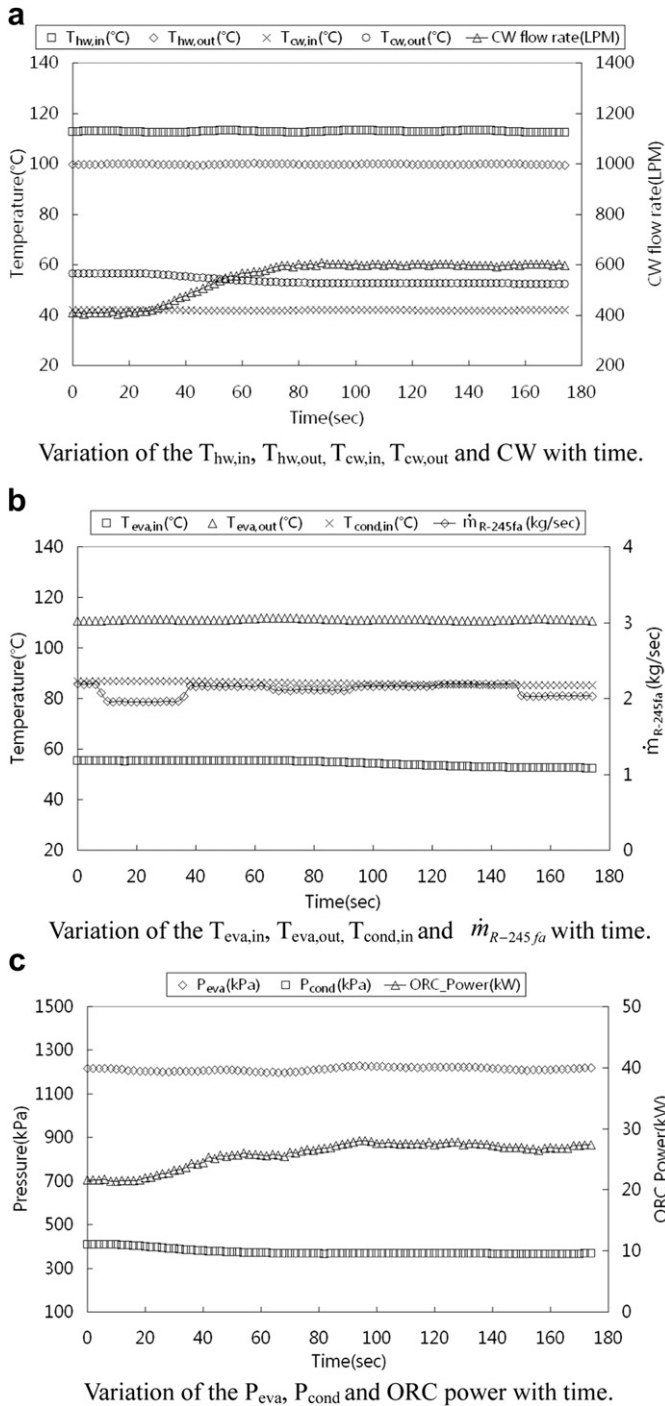 a
□ T_hw,in(°C) ◇ T_hw,out(°C) × T_cw,in(°C) ○ T_cw,out(°C) △ CW flow rate(LPM)
140 1400
120 1200
100 1000
80 800
60 600
40 400
20 200
Temperature(°C)
CW flow rate(LPM)
0 20 40 60 80 100 120 140 160 180
Time(sec)
Variation of the T_hw,in, T_hw,out, T_cw,in, T_cw,out and CW with time.
b
□ T_eva,in(°C) △ T_eva,out(°C) × T_cond,in(°C) ◇ ṁ_R-245fa (kg/sec)
140 4
120 3
100
80 2
60 1
40
20 0
Temperature(°C)
ṁ_R-245fa (kg/sec)
0 20 40 60 80 100 120 140 160 180
Time(sec)
Variation of the T_eva,in, T_eva,out, T_cond,in and ṁ_R-245fa with time.
c
◇ P_eva(kPa) □ P_cond(kPa) △ ORC_Power(kW)
1500 50
1300 40
1100
900 30
700 20
500
300 10
100 0
Pressure(kPa)
ORC_Power(kW)
0 20 40 60 80 100 120 140 160 180
Time(sec)
Variation of the P_eva, P_cond and ORC power with time.